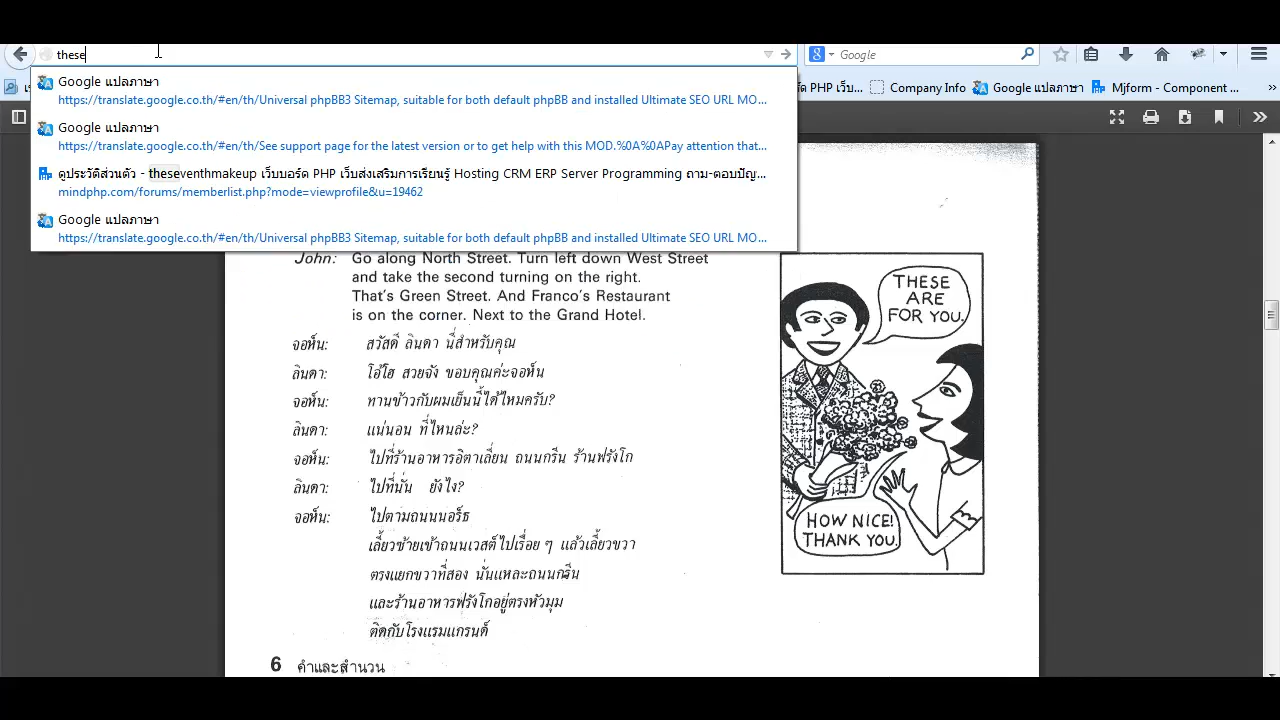 these
Google
Google แปลภาษา
https://translate.google.co.th/#en/th/Universal phpBB3 Sitemap, suitable for both default phpBB and installed Ultimate SEO URL MO...
Google แปลภาษา
https://translate.google.co.th/#en/th/See support page for the latest version or to get help with this MOD.%0A%0APay attention that...
ดูประวัติส่วนตัว - theseventhmakeup เว็บบอร์ด PHP เว็บส่งเสริมการเรียนรู้ Hosting CRM ERP Server Programming ถาม-ตอบปัญ...
mindphp.com/forums/memberlist.php?mode=viewprofile&u=19462
Google แปลภาษา
https://translate.google.co.th/#en/th/Universal phpBB3 Sitemap, suitable for both default phpBB and installed Ultimate SEO URL MO...
PHP เว็บ... Company Info Google แปลภาษา Mjform - Component ...
John: Go along North Street. Turn left down West Street
and take the second turning on the right.
That's Green Street. And Franco's Restaurant
is on the corner. Next to the Grand Hotel.
จอห์น: สวัสดี ลินดา นี่สำหรับคุณ
ลินดา: โอ้โฮ สวยจัง ขอบคุณค่ะจอห์น
จอห์น: ทานข้าวกับผมเย็นนี้ได้ไหมครับ?
ลินดา: แน่นอน ที่ไหนล่ะ?
จอห์น: ไปที่ร้านอาหารอิตาเลี่ยน ถนนกรีน ร้านฟรังโก
ลินดา: ไปที่นั่น ยังไง?
จอห์น: ไปตามถนนนอร์ธ
เลี้ยวซ้ายเข้าถนนเวสต์ไปเรื่อย ๆ แล้วเลี้ยวขวา
ตรงแยกขวาที่สอง นั่นแหละถนนกรีน
และร้านอาหารฟรังโกอยู่ตรงหัวมุม
ติดกับโรงแรมแกรนด์
THESE
ARE
FOR YOU.
HOW NICE!
THANK YOU.
6 คำและสำนวน